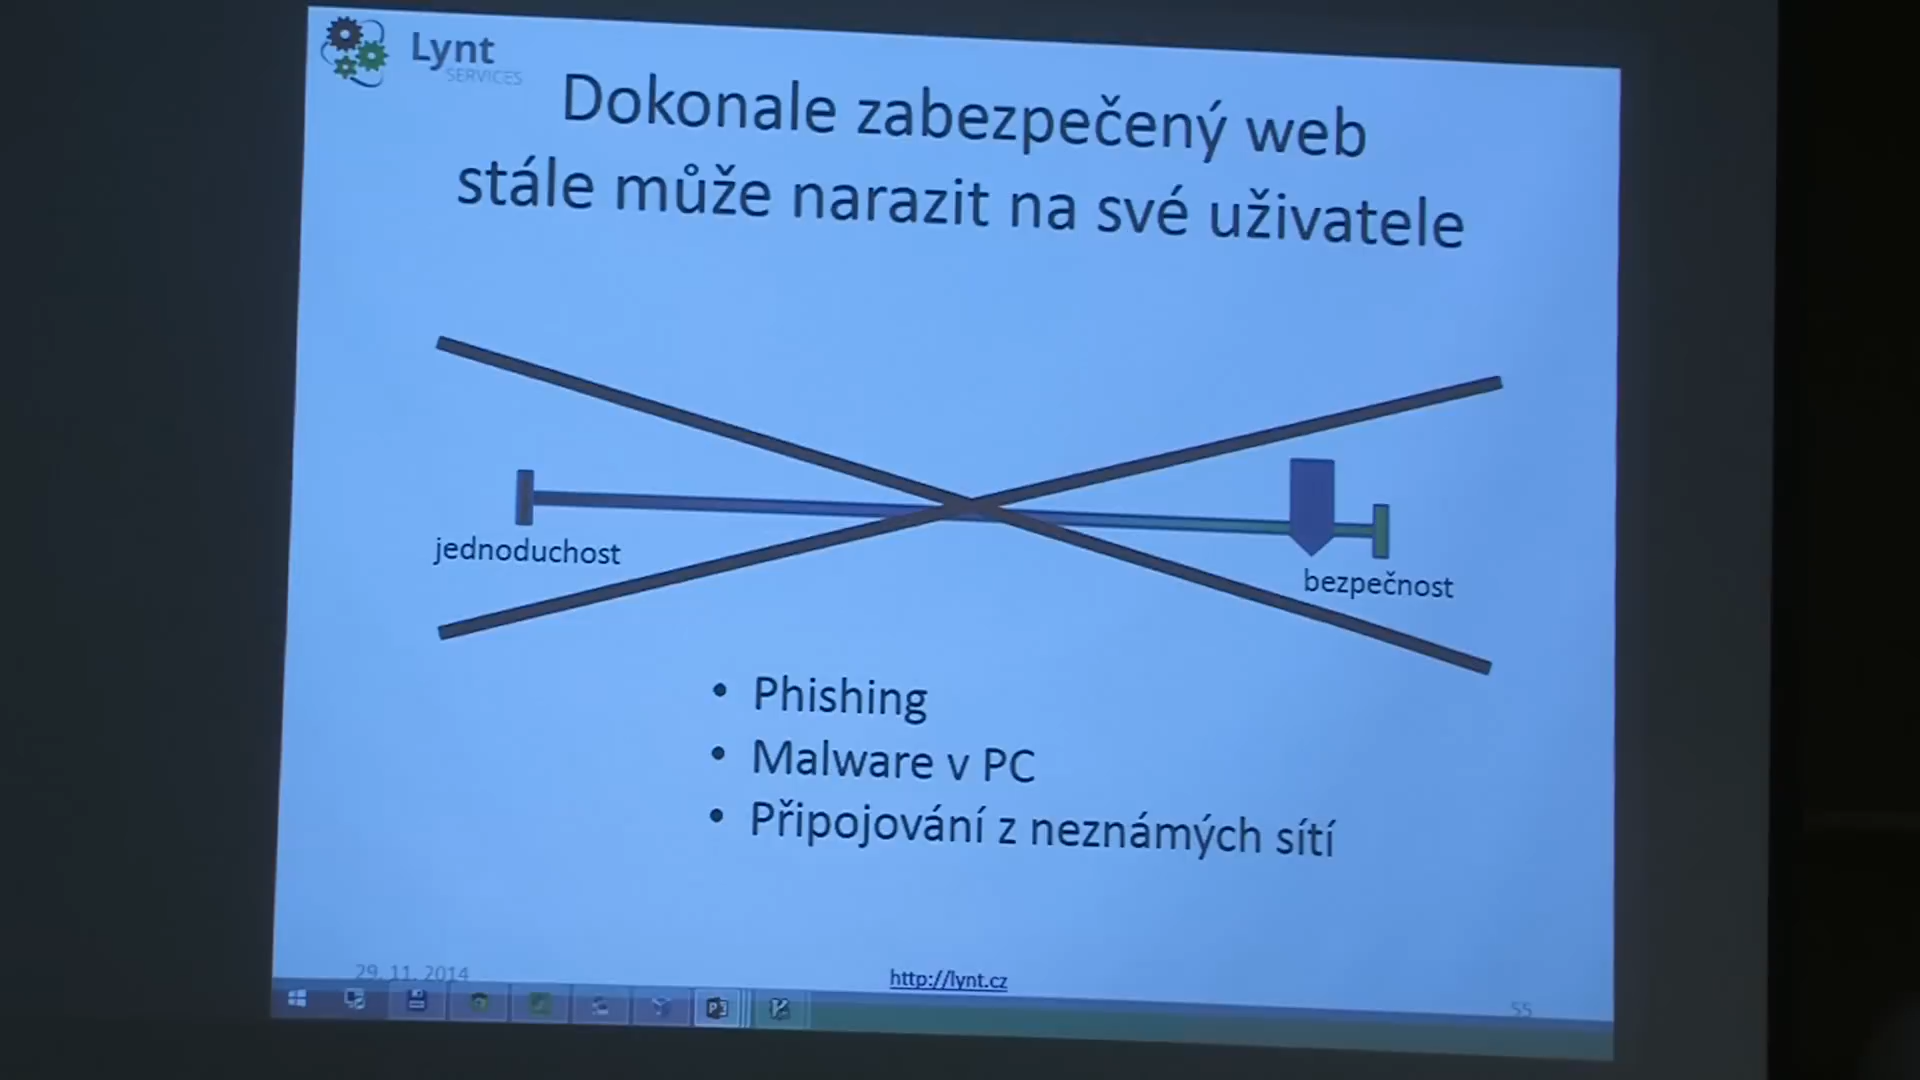 Lynt
SERVICES
Dokonale zabezpečený web
stále může narazit na své uživatele
jednoduchost
bezpečnost
• Phishing
• Malware v PC
• Připojování z neznámých sítí
29. 11. 2014
http://lynt.cz
55